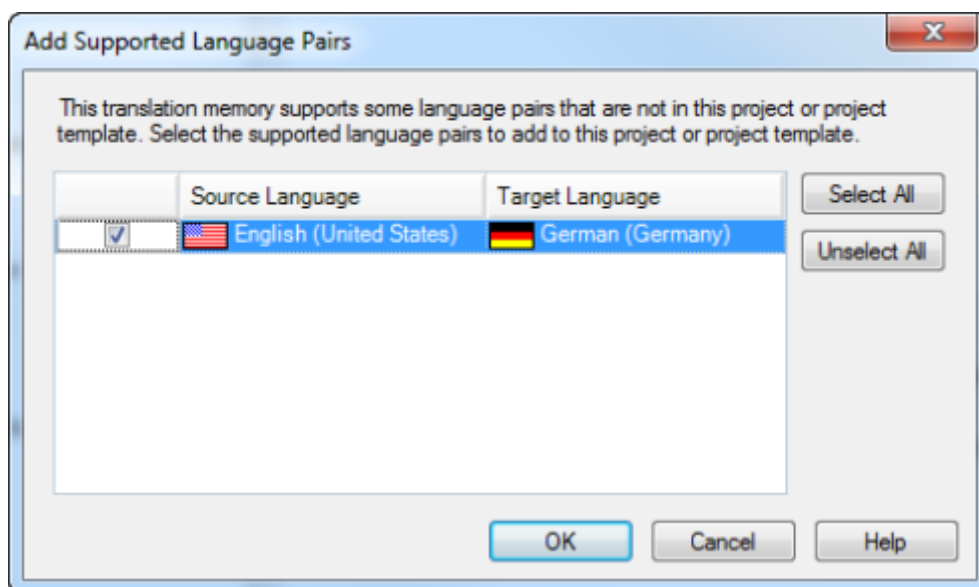 Add Supported Language Pairs
This translation memory supports some language pairs that are not in this project or project
template. Select the supported language pairs to add to this project or project template.
Source Language Target Language
English (United States) German (Germany)
Select All
Unselect All
OK Cancel Help